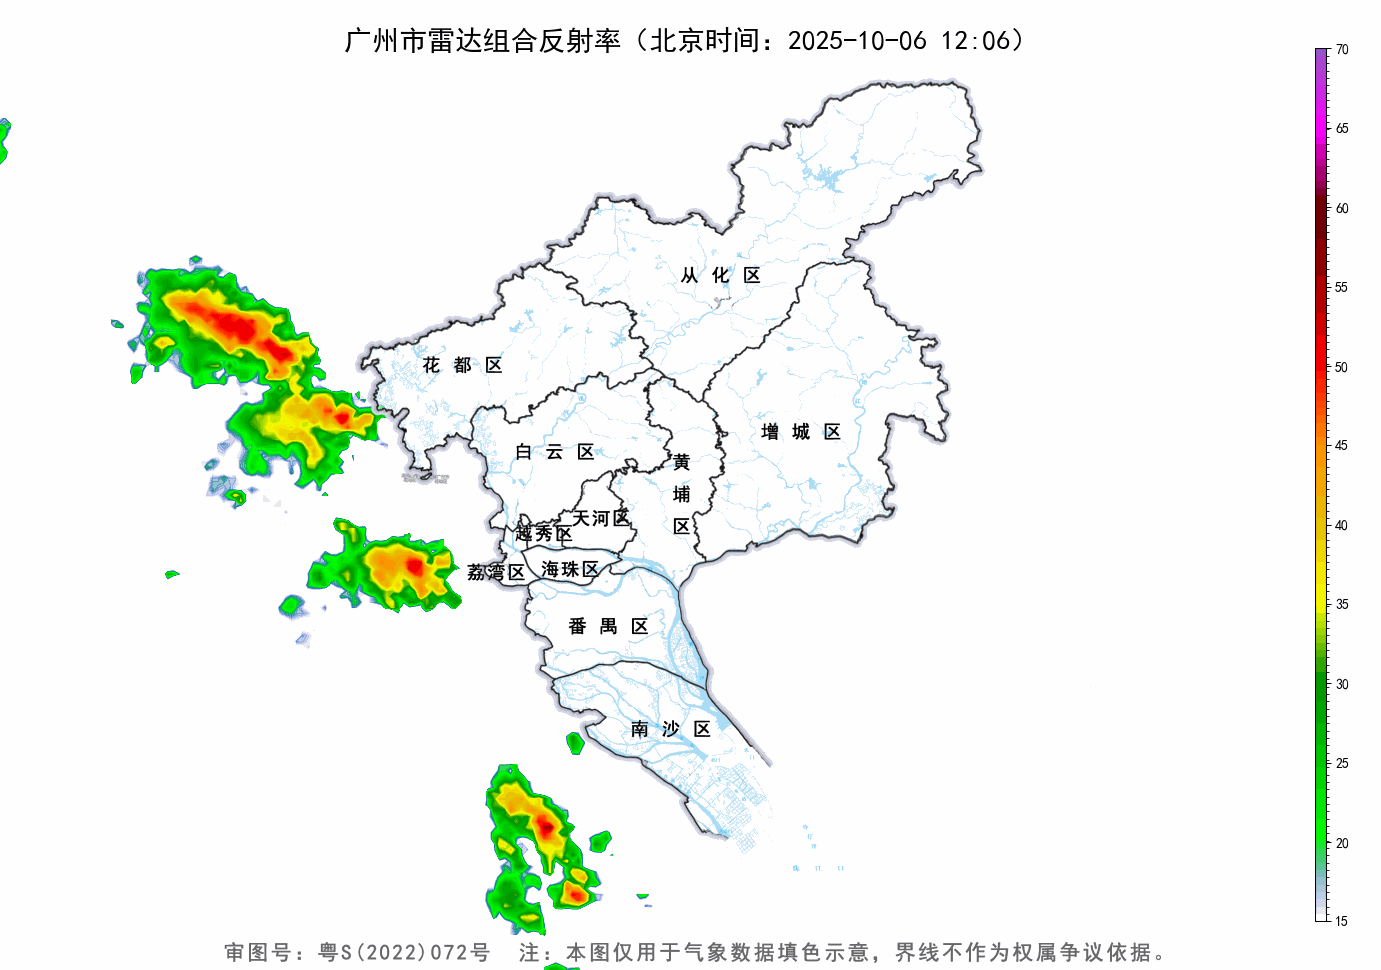 广州市雷达组合反射率（北京时间：2025-10-06 12:06）
70
65
60
55
50
45
40
35
30
25
20
15
从化区
花都区
增城区
白云区
黄埔区
天河区
越秀区
荔湾区
海珠区
番禺区
南沙区
审图号：粤S(2022)072号 注：本图仅用于气象数据填色示意，界线不作为权属争议依据。